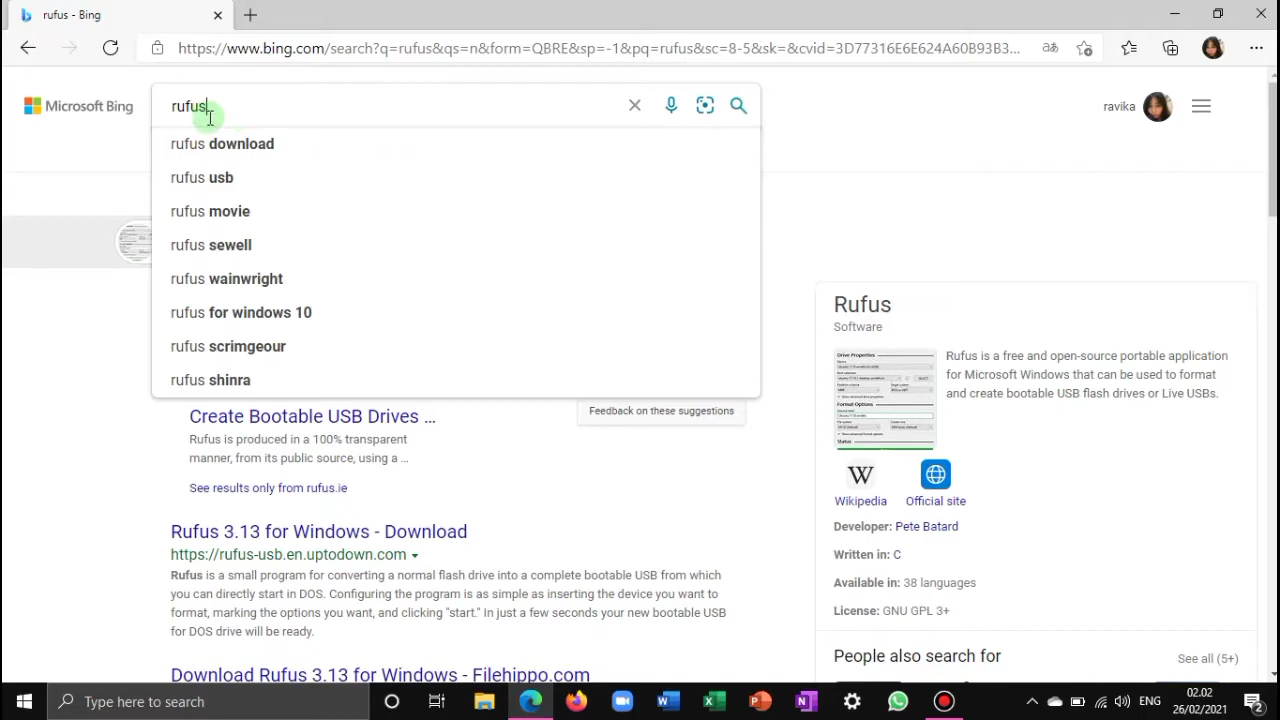 rufus - Bing
https://www.bing.com/search?q=rufus&qs=n&form=QBRE&sp=-1&pq=rufus&sc=8-5&sk=&cvid=3D77316E6E624A60B93B3...
Microsoft Bing
rufus
ravika
rufus download
rufus usb
rufus movie
rufus sewell
rufus wainwright
rufus for windows 10
rufus scrimgeour
rufus shinra
Feedback on these suggestions
Create Bootable USB Drives ...
Rufus is produced in a 100% transparent
manner, from its public source, using a ...
See results only from rufus.ie
Rufus 3.13 for Windows - Download
https://rufus-usb.en.uptodown.com
Rufus is a small program for converting a normal flash drive into a complete bootable USB from which
you can directly start in DOS. Configuring the program is as simple as inserting the device you want to
format, marking the options you want, and clicking "start." In just a few seconds your new bootable USB
for DOS drive will be ready.
Download Rufus 3.13 for Windows - Filehippo.com
Rufus
Software
Rufus is a free and open-source portable application
for Microsoft Windows that can be used to format
and create bootable USB flash drives or Live USBs.
Wikipedia
Official site
Developer: Pete Batard
Written in: C
Available in: 38 languages
License: GNU GPL 3+
People also search for
See all (5+)
Type here to search
ENG
02.02
26/02/2021
2